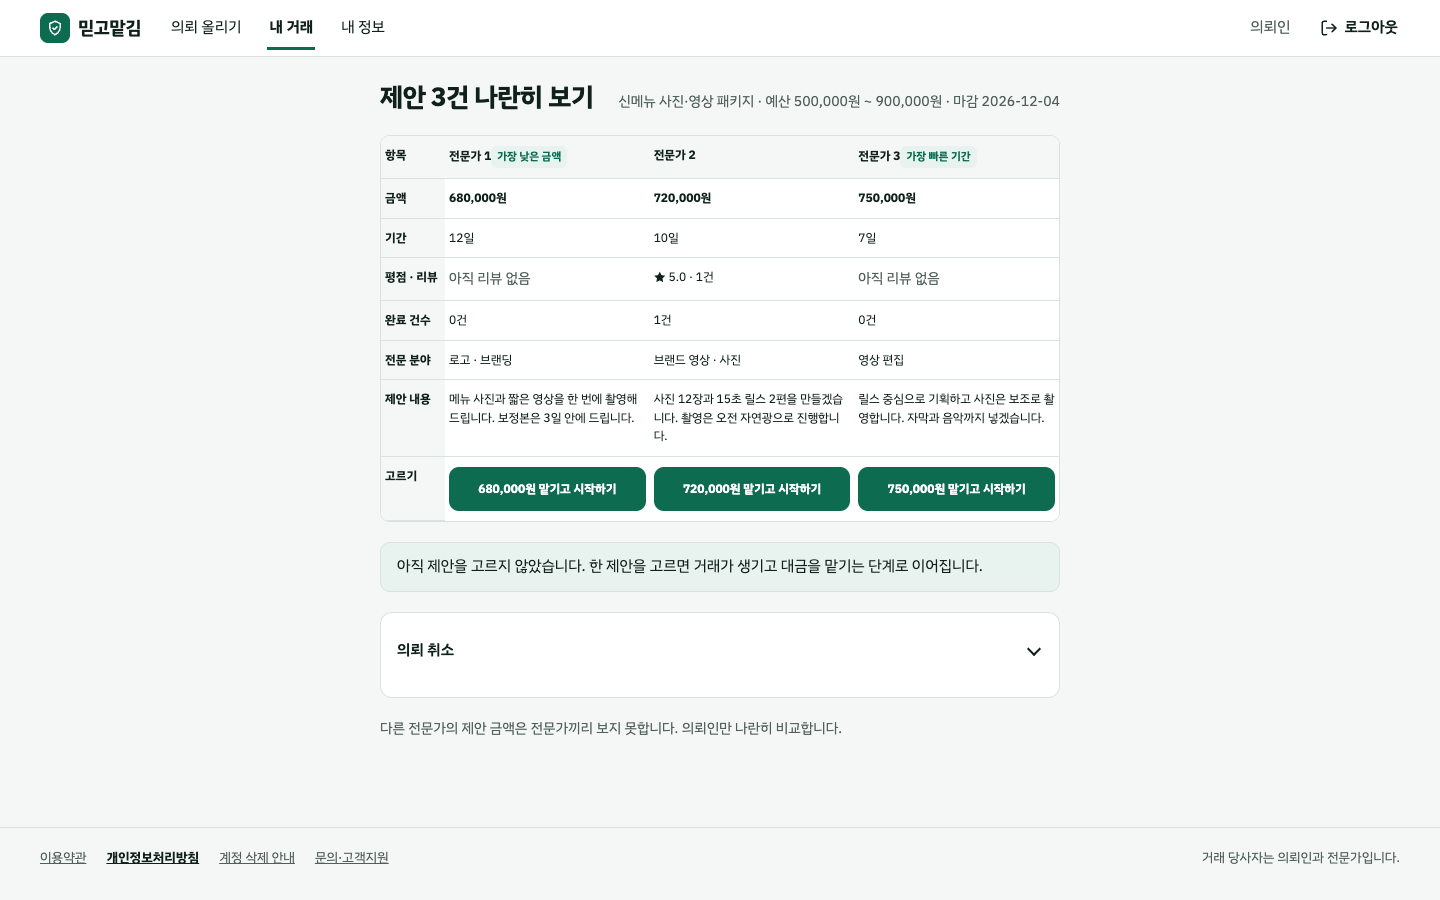 믿고맡김
의뢰 올리기
내 거래
내 정보
의뢰인
로그아웃
제안 3건 나란히 보기
신메뉴 사진·영상 패키지 · 예산 500,000원 ~ 900,000원 · 마감 2026-12-04
항목 전문가 1 가장 낮은 금액 전문가 2 전문가 3 가장 빠른 기간
금액 680,000원 720,000원 750,000원
기간 12일 10일 7일
평점 · 리뷰 아직 리뷰 없음 ★ 5.0 · 1건 아직 리뷰 없음
완료 건수 0건 1건 0건
전문 분야 로고 · 브랜딩 브랜드 영상 · 사진 영상 편집
제안 내용
메뉴 사진과 짧은 영상을 한 번에 촬영해
드립니다. 보정본은 3일 안에 드립니다.
사진 12장과 15초 릴스 2편을 만들겠습
니다. 촬영은 오전 자연광으로 진행합니
다.
릴스 중심으로 기획하고 사진은 보조로 촬
영합니다. 자막과 음악까지 넣겠습니다.
고르기 680,000원 맡기고 시작하기 720,000원 맡기고 시작하기 750,000원 맡기고 시작하기
아직 제안을 고르지 않았습니다. 한 제안을 고르면 거래가 생기고 대금을 맡기는 단계로 이어집니다.
의뢰 취소
다른 전문가의 제안 금액은 전문가끼리 보지 못합니다. 의뢰인만 나란히 비교합니다.
이용약관 개인정보처리방침 계정 삭제 안내 문의·고객지원
거래 당사자는 의뢰인과 전문가입니다.